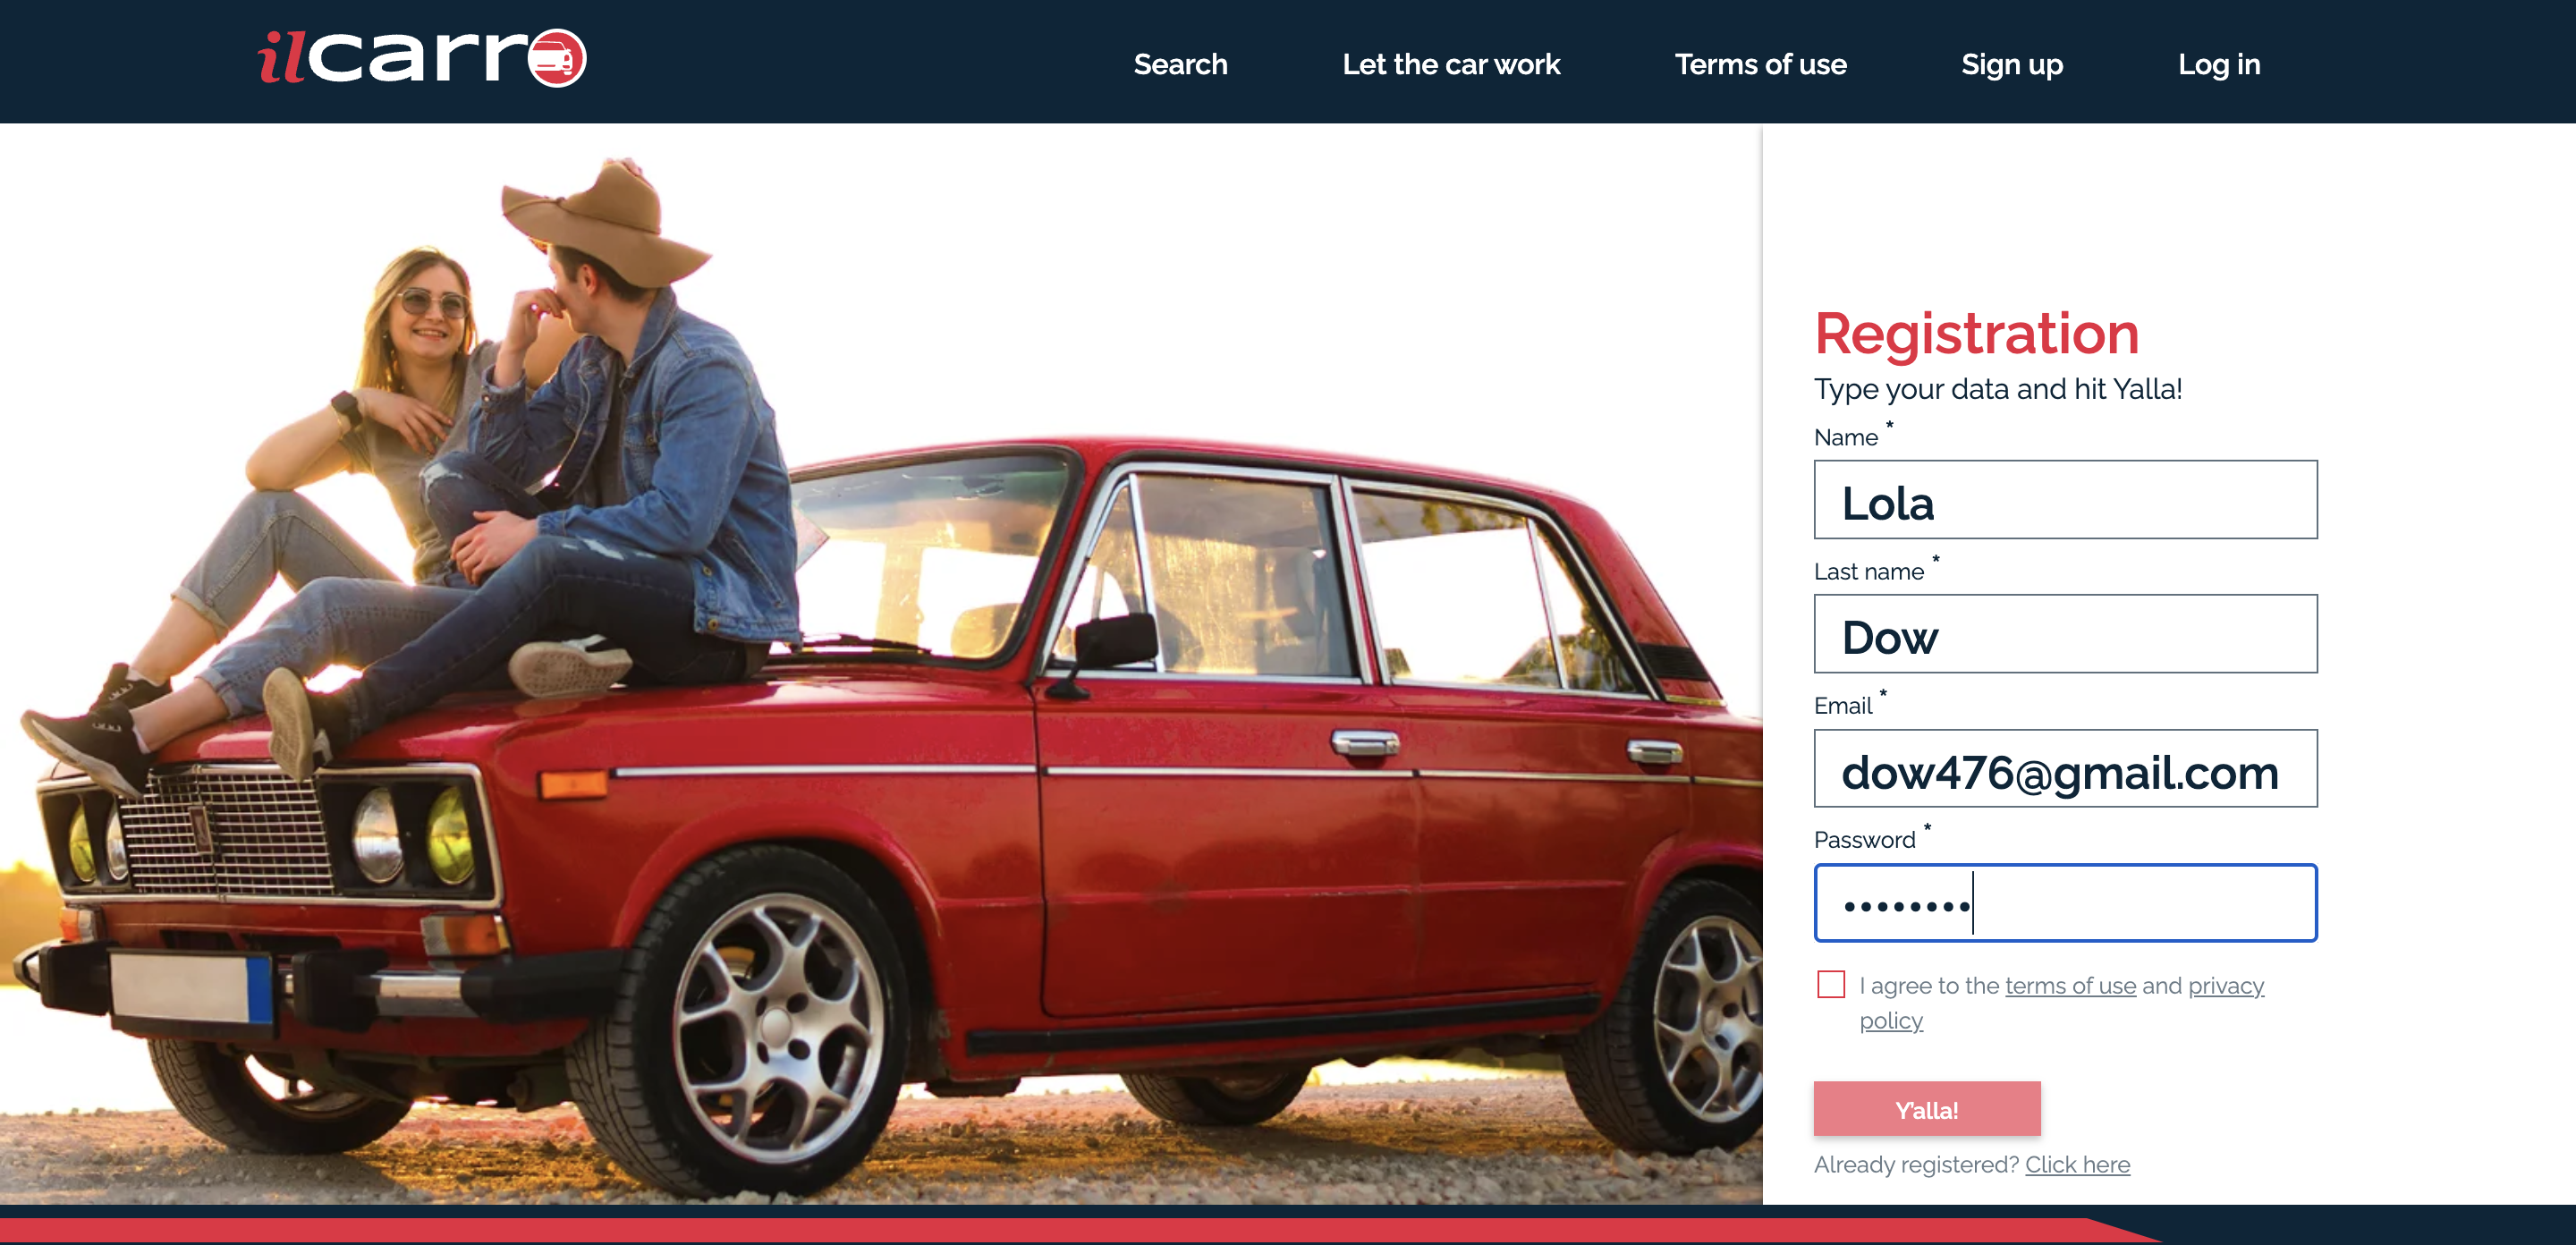 ilcarro
Search
Let the car work
Terms of use
Sign up
Log in
Registration
Type your data and hit Yalla!
Name *
Lola
Last name *
Dow
Email *
dow476@gmail.com
Password *
••••••••
I agree to the terms of use and privacy
policy
Y'alla!
Already registered? Click here